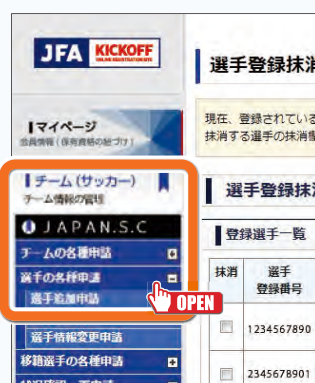 JFA KICKOFF
ONLINE REGISTRATION SITE
選手登録抹消
マイページ
会員情報(保有資格の紐づけ)
現在、登録されている
抹消する選手の抹消
チーム(サッカー)
チーム情報の管理
JAPAN.S.C
チームの各種申請
選手の各種申請
選手追加申請
OPEN
選手情報変更申請
移籍選手の各種申請
選手登録抹
登録選手一覧
抹消 選手
登録番号
1234567890
2345678901